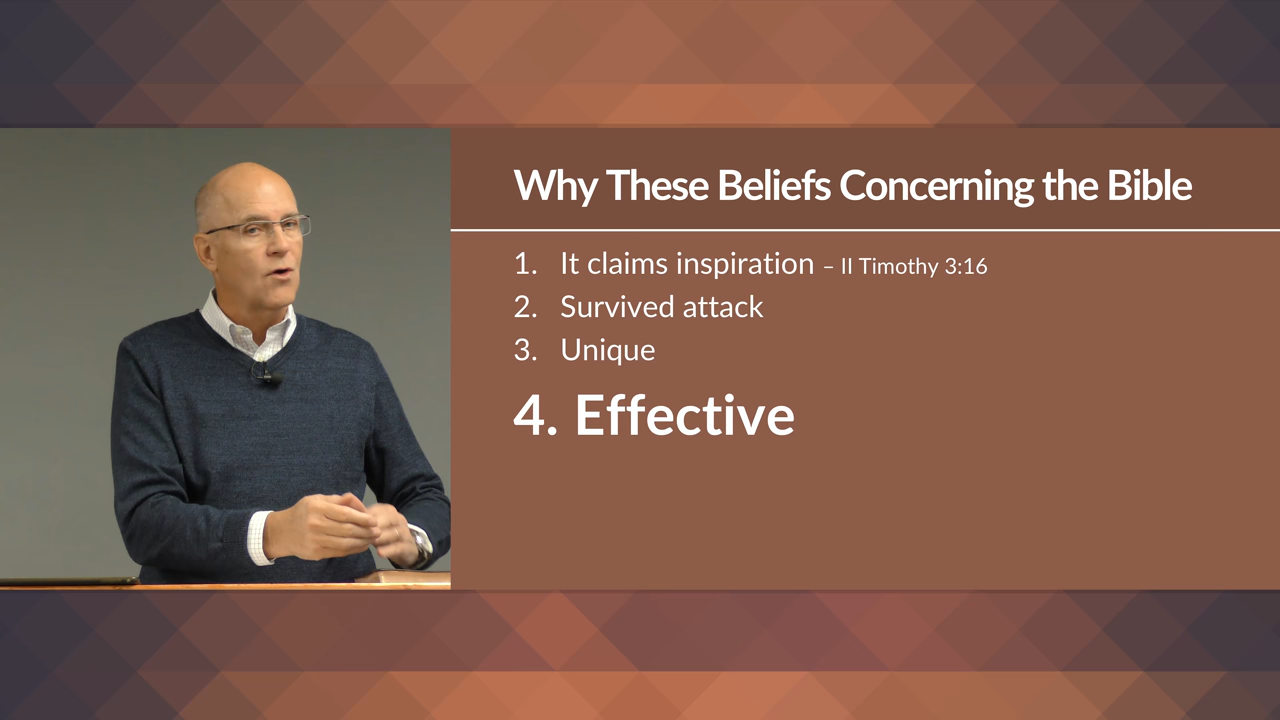 Why These Beliefs Concerning the Bible
1. It claims inspiration – II Timothy 3:16
2. Survived attack
3. Unique
4. Effective